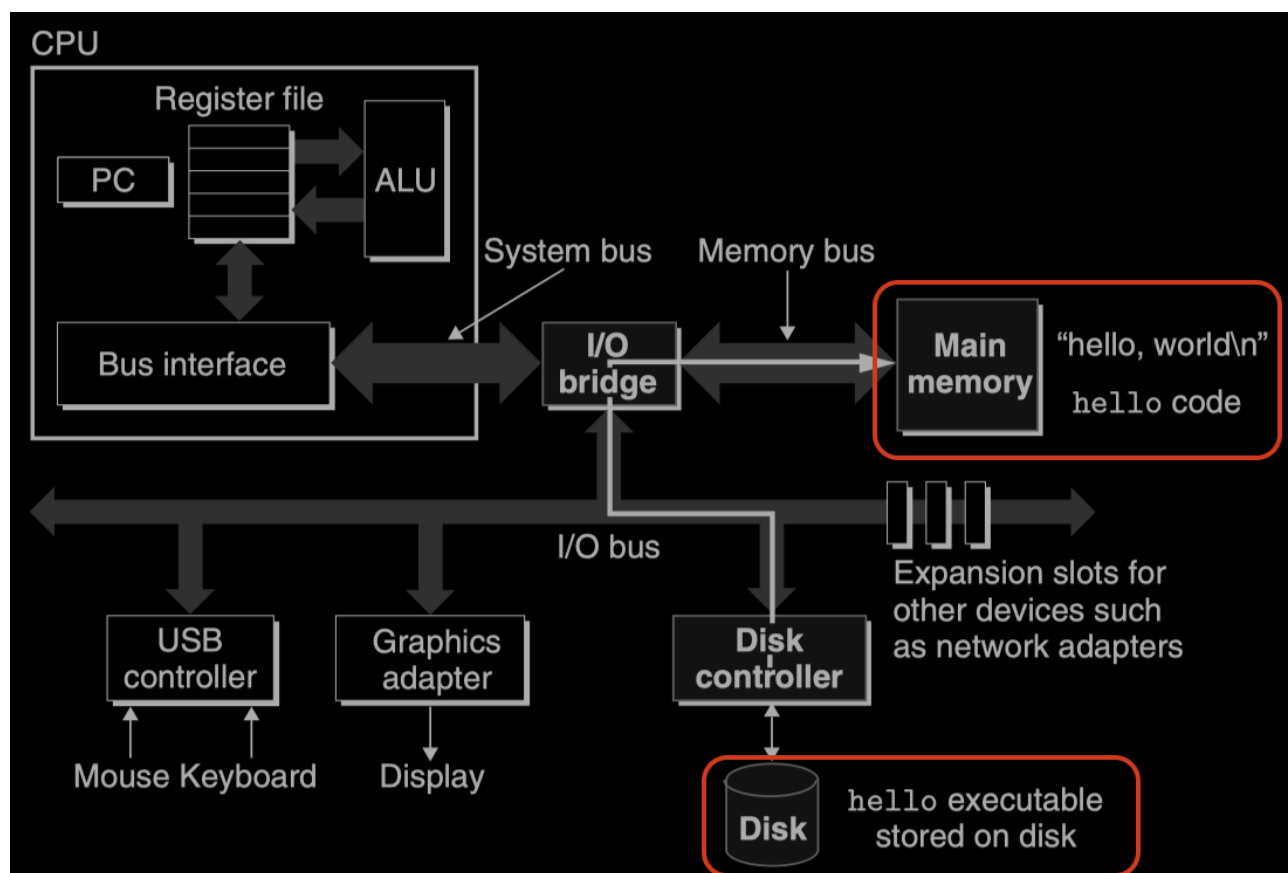 CPU
Register file
PC
ALU
System bus
Memory bus
Bus interface
I/O
bridge
Main
memory
“hello, world\n”
hello code
I/O bus
Expansion slots for
other devices such
as network adapters
USB
controller
Graphics
adapter
Disk
controller
Mouse Keyboard
Display
Disk
hello executable
stored on disk